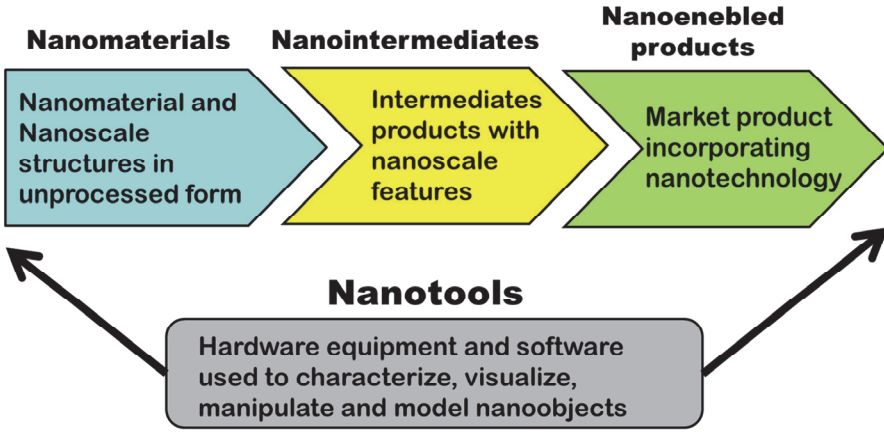 Nanomaterials
Nanomaterial and
Nanoscale
structures in
unprocessed form
Nanointermediates
Intermediates
products with
nanoscale
features
Nanoenebled
products
Market product
incorporating
nanotechnology
Nanotools
Hardware equipment and software
used to characterize, visualize,
manipulate and model nanoobjects